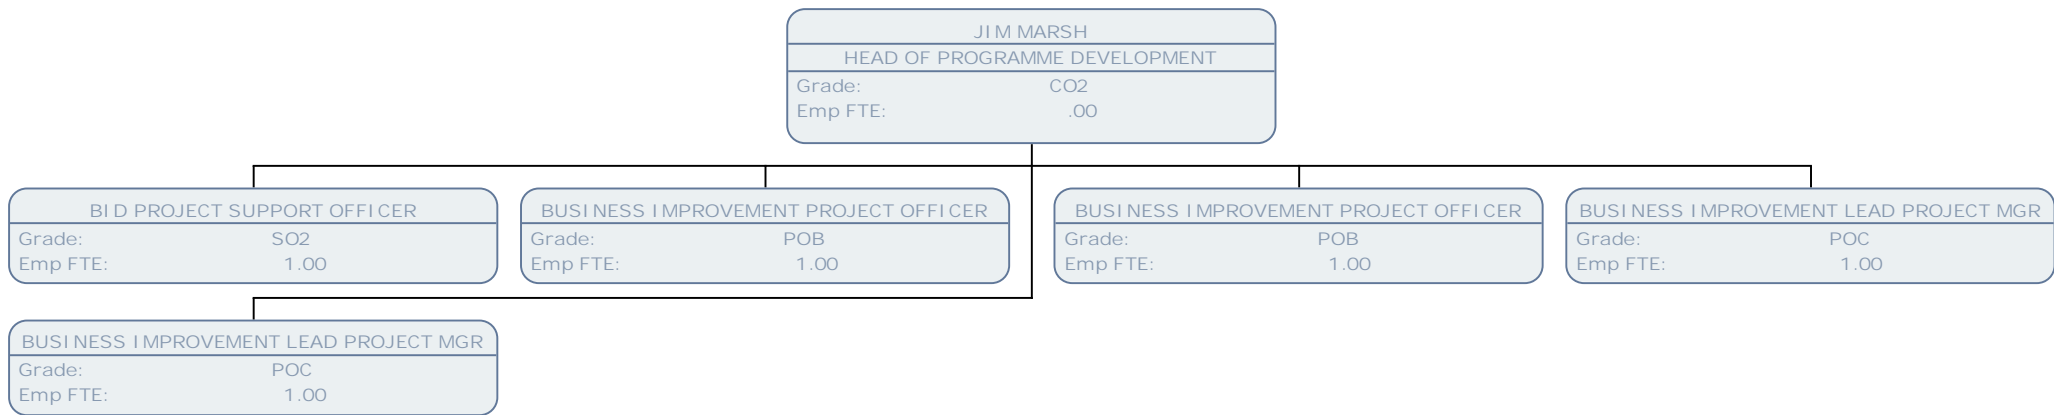 JIM MARSH
HEAD OF PROGRAMME DEVELOPMENT
Grade: CO2
Emp FTE: .00
BID PROJECT SUPPORT OFFICER
Grade: SO2
Emp FTE: 1.00
BUSINESS IMPROVEMENT PROJECT OFFICER
Grade: POB
Emp FTE: 1.00
BUSINESS IMPROVEMENT PROJECT OFFICER
Grade: POB
Emp FTE: 1.00
BUSINESS IMPROVEMENT LEAD PROJECT MGR
Grade: POC
Emp FTE: 1.00
BUSINESS IMPROVEMENT LEAD PROJECT MGR
Grade: POC
Emp FTE: 1.00